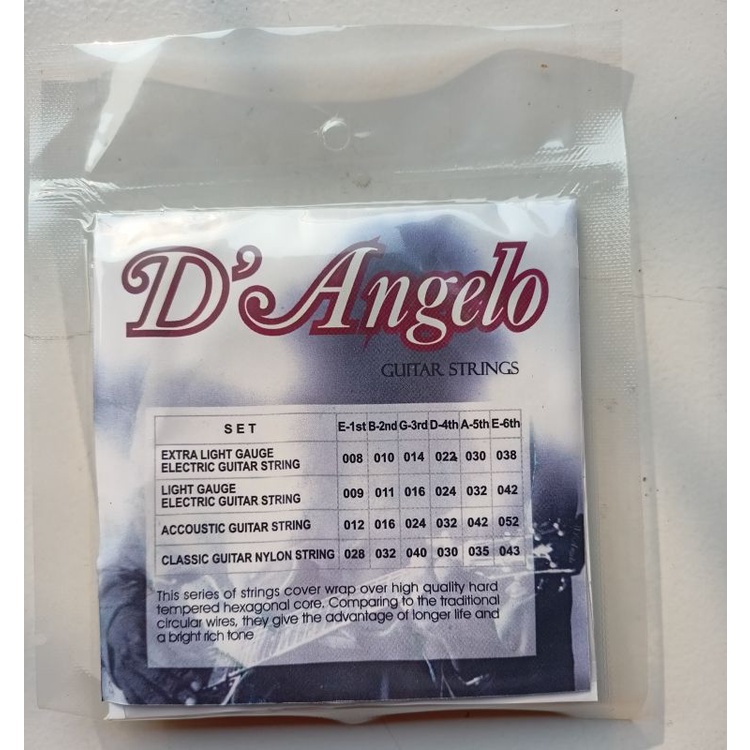 D'Angelo
GUITAR STRINGS
SET E-1st B-2nd G-3rd D-4th A-5th E-6th
EXTRA LIGHT GAUGE
ELECTRIC GUITAR STRING 008 010 014 022 030 038
LIGHT GAUGE
ELECTRIC GUITAR STRING 009 011 016 024 032 042
ACCOUSTIC GUITAR STRING 012 016 024 032 042 052
CLASSIC GUITAR NYLON STRING 028 032 040 030 035 043
This series of strings cover wrap over high quality hard
tempered hexagonal core. Comparing to the traditional
circular wires, they give the advantage of longer life and
a bright rich tone